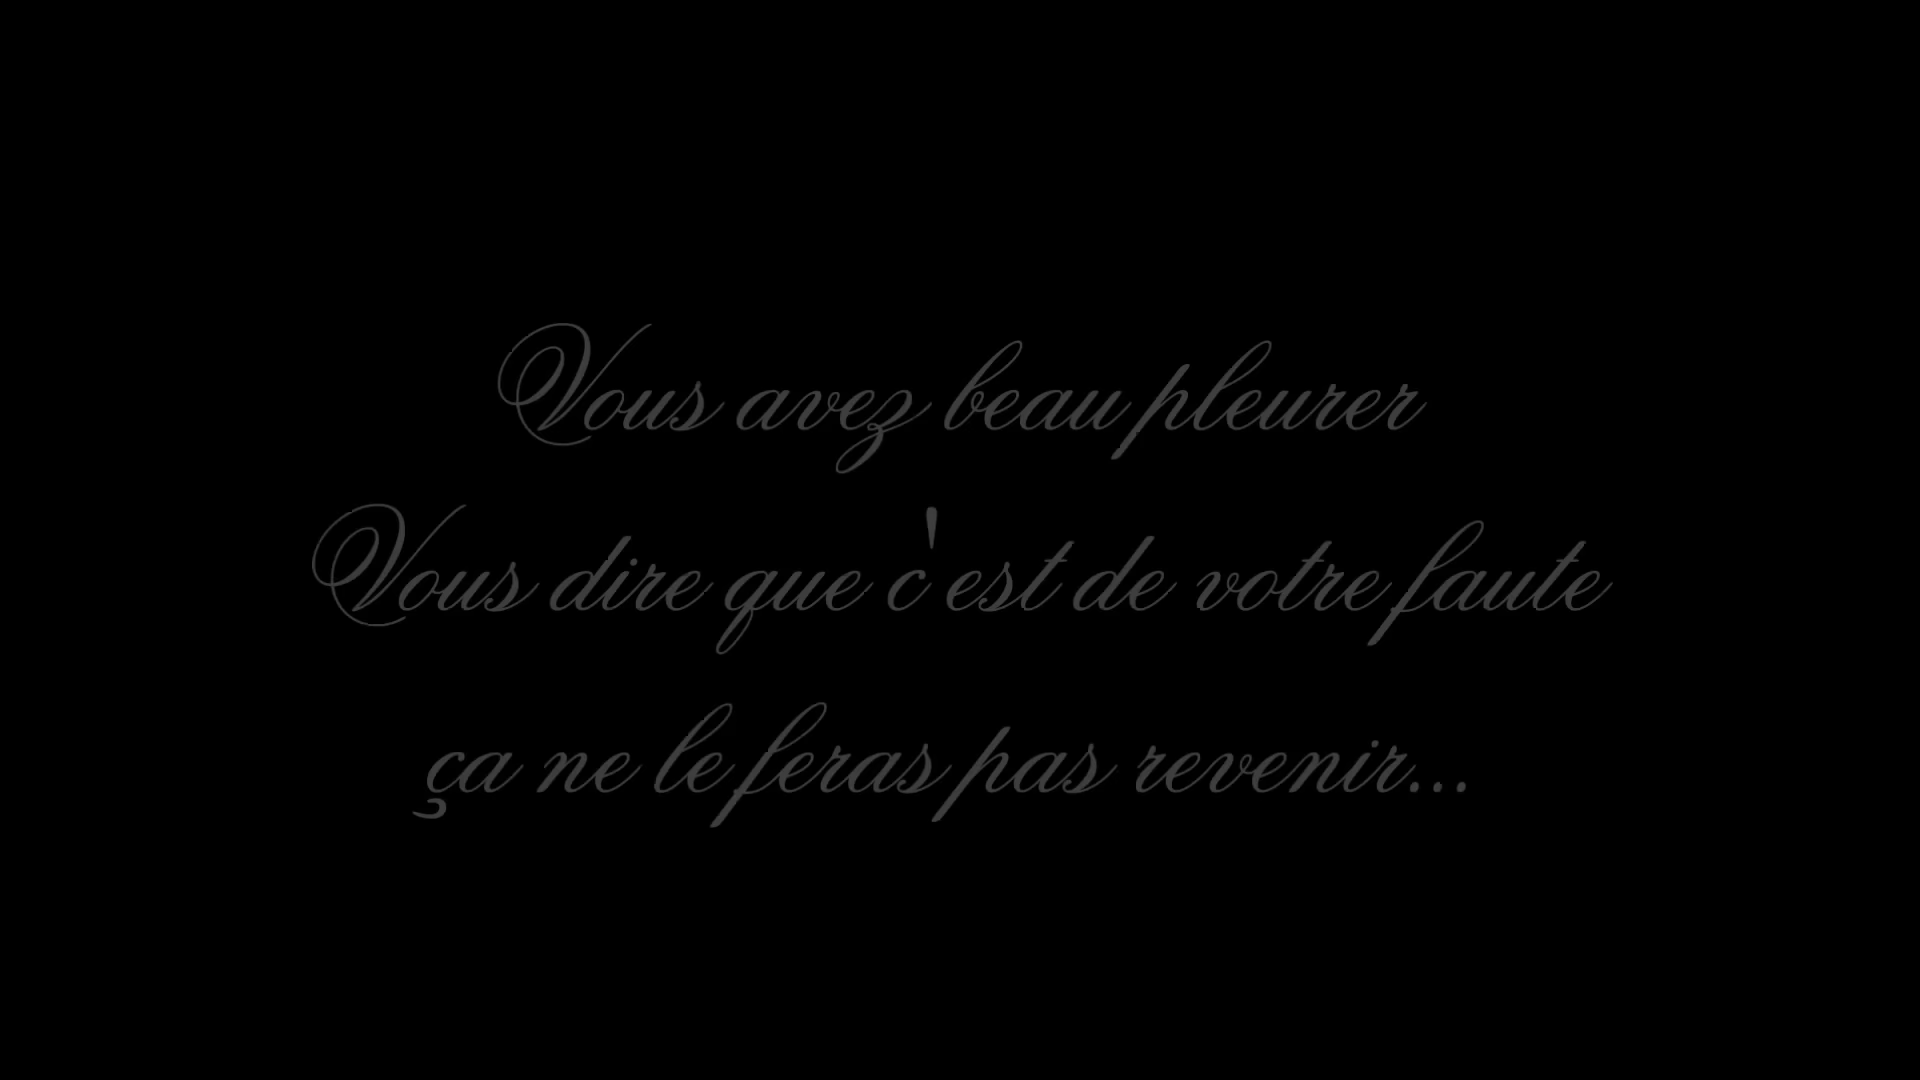 Vous avez beau pleurer
Vous dire que c'est de votre faute
ça ne le feras pas revenir...